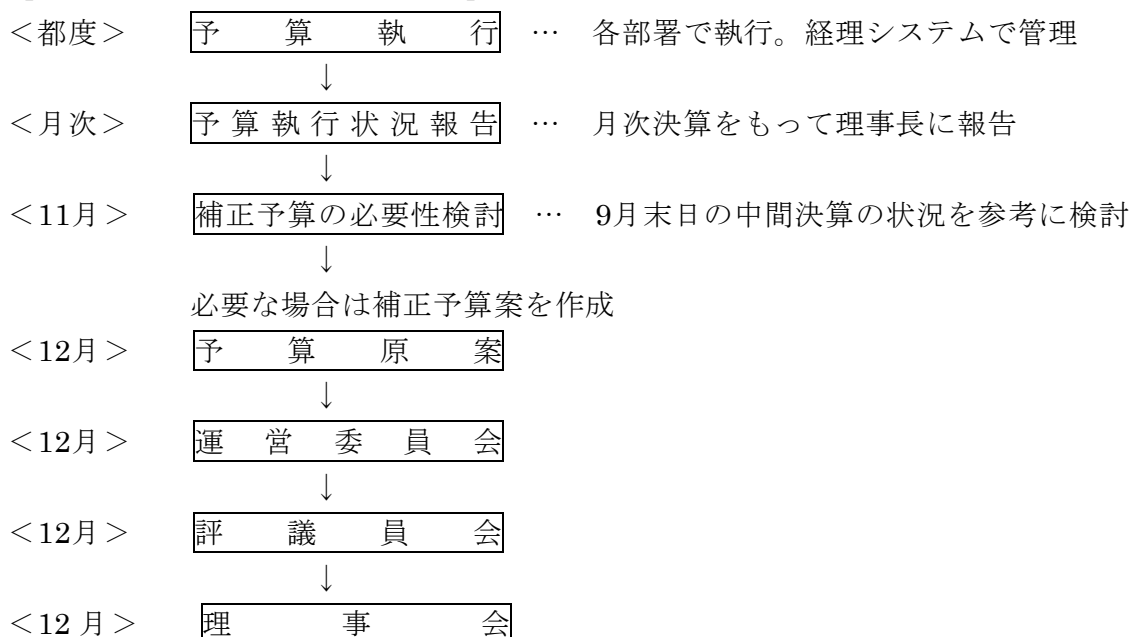 ＜都度＞ 予算執行 … 各部署で執行。経理システムで管理
↓
＜月次＞ 予算執行状況報告 … 月次決算をもって理事長に報告
↓
＜11月＞ 補正予算の必要性検討 … 9月末日の中間決算の状況を参考に検討
↓
必要な場合は補正予算案を作成
＜12月＞ 予算原案
↓
＜12月＞ 運営委員会
↓
＜12月＞ 評議員会
↓
＜12 月＞ 理事会